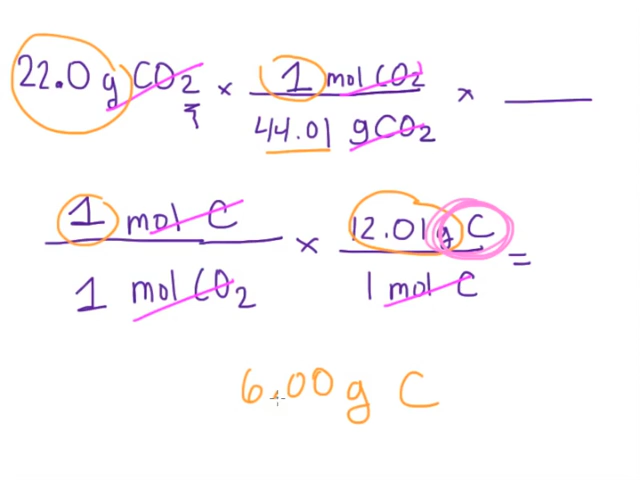 22.0 g CO2 × 1 mol CO2 / 44.01 g CO2 × ___
1 mol C / 1 mol CO2 × 12.01 g C / 1 mol C =
6.00 g C